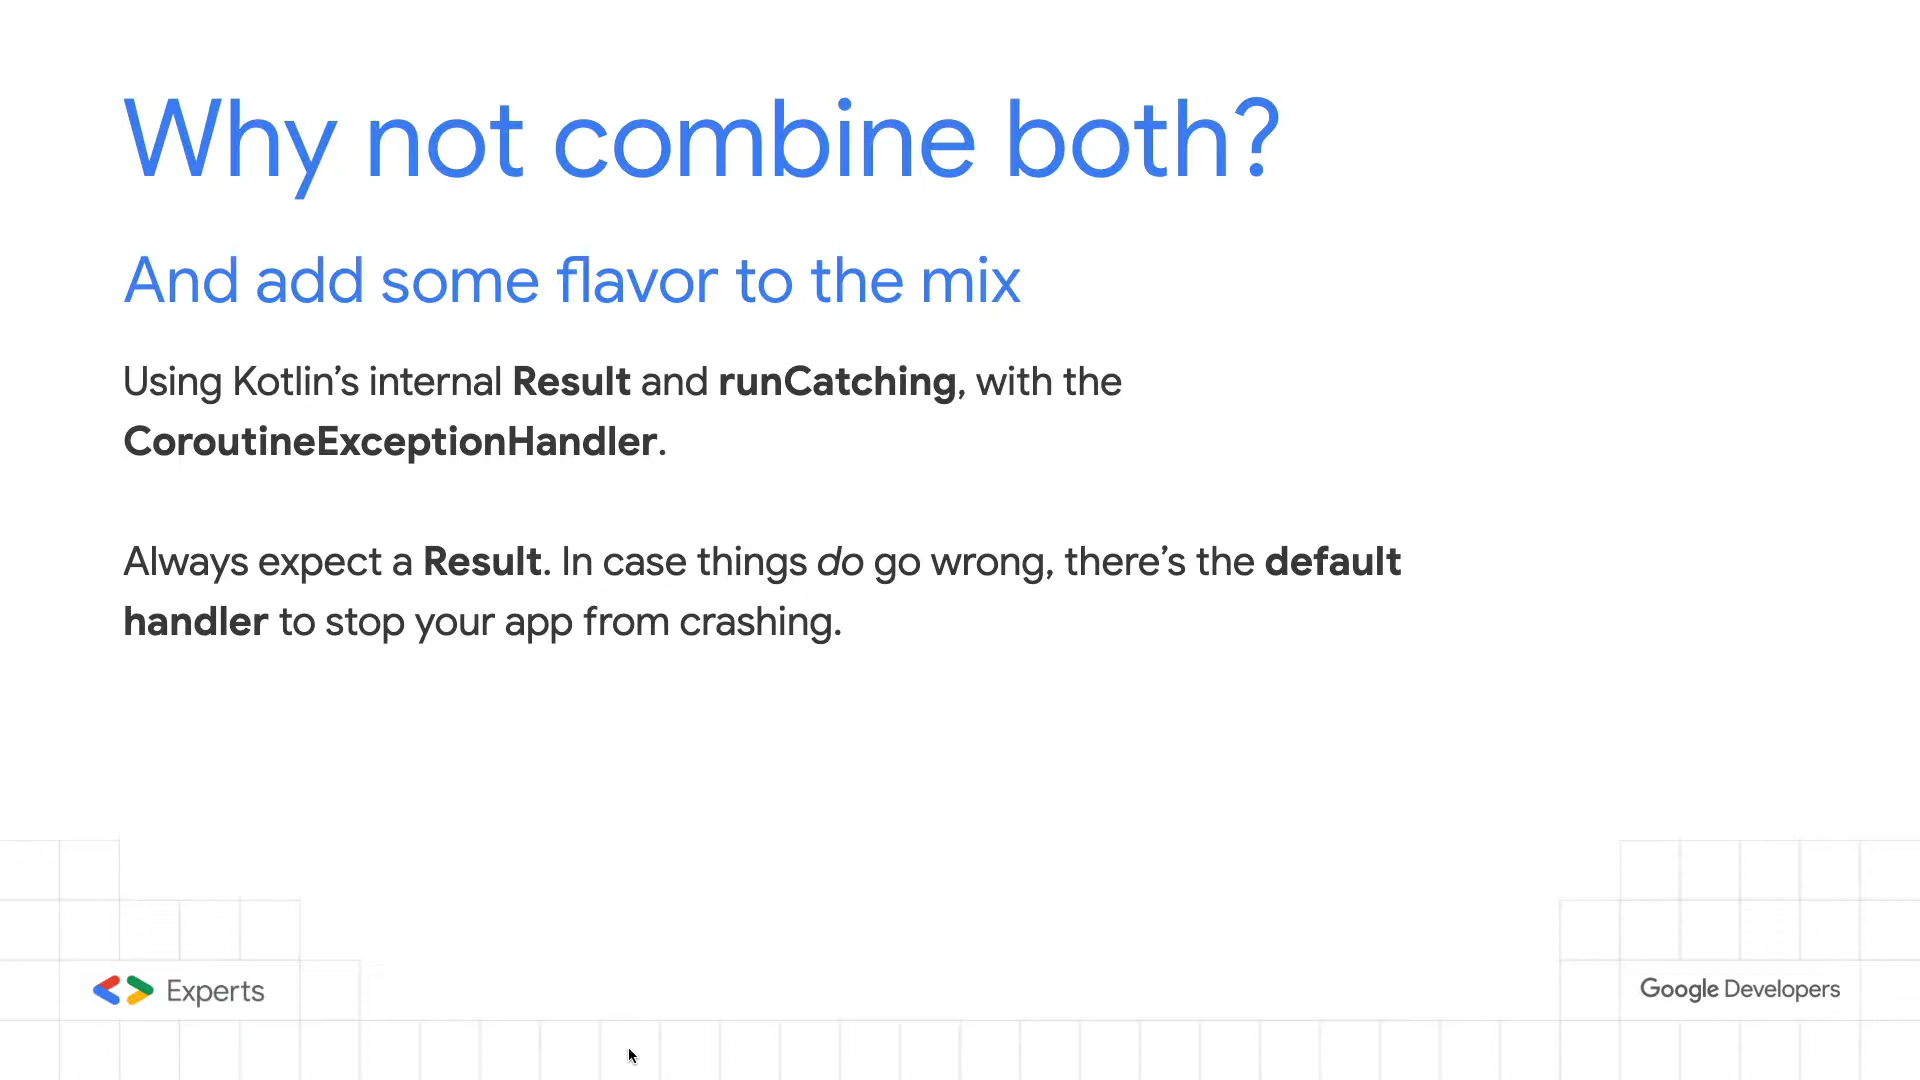 Why not combine both?
And add some flavor to the mix
Using Kotlin’s internal Result and runCatching, with the
CoroutineExceptionHandler.
Always expect a Result. In case things do go wrong, there’s the default
handler to stop your app from crashing.
Experts
Google Developers